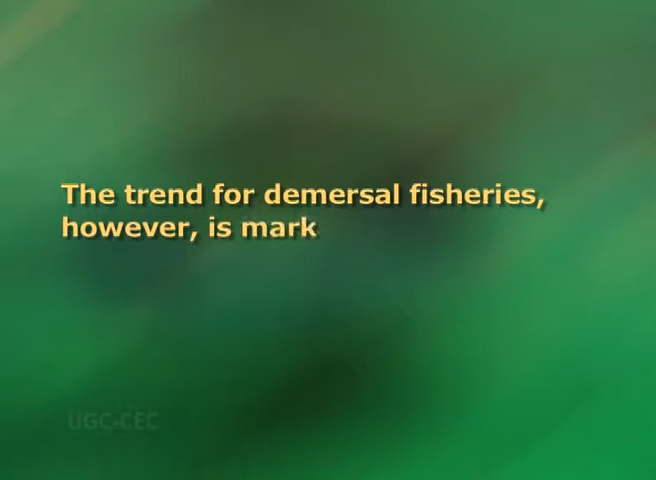 The trend for demersal fisheries,
however, is mark
UGC-CEC